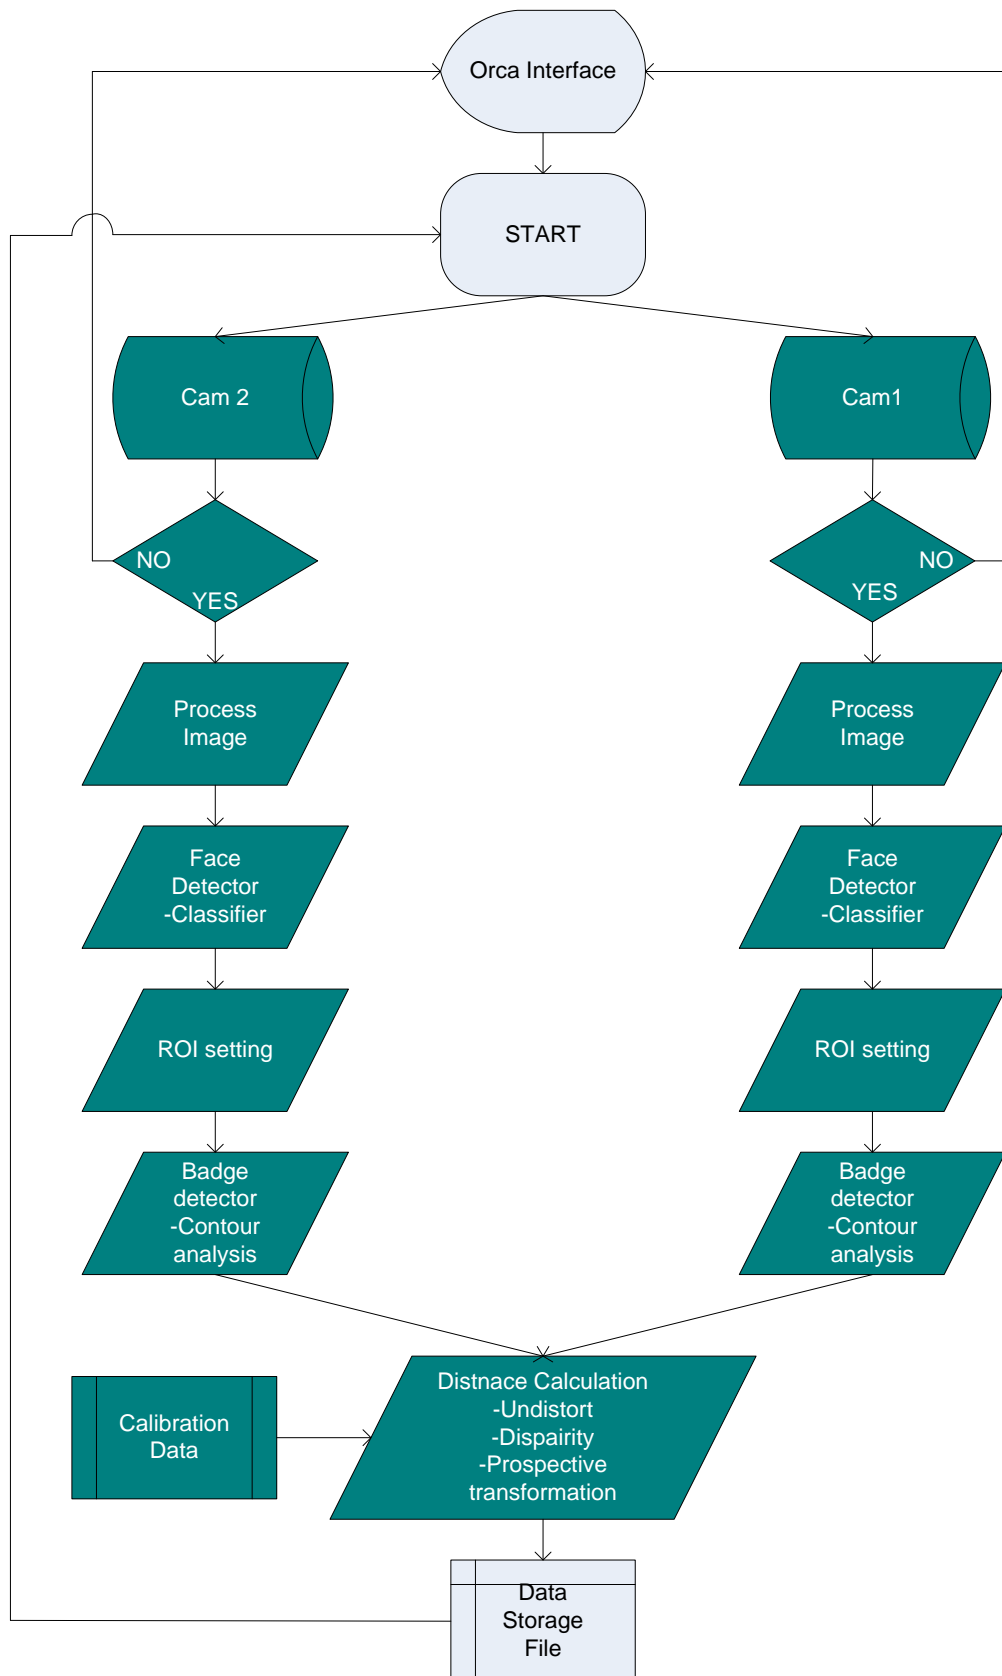 Orca Interface
START
Cam 2
NO
YES
Process
Image
Face
Detector
-Classifier
ROI setting
Badge
detector
-Contour
analysis
Cam1
NO
YES
Process
Image
Face
Detector
-Classifier
ROI setting
Badge
detector
-Contour
analysis
Calibration
Data
Distnace Calculation
-Undistort
-Dispairity
-Prospective
transformation
Data
Storage
File